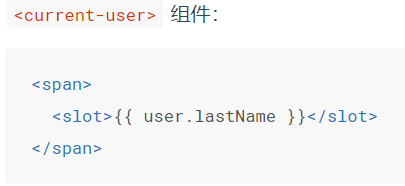 <current-user> 组件：
<span>
  <slot>{{ user.lastName }}</slot>
</span>